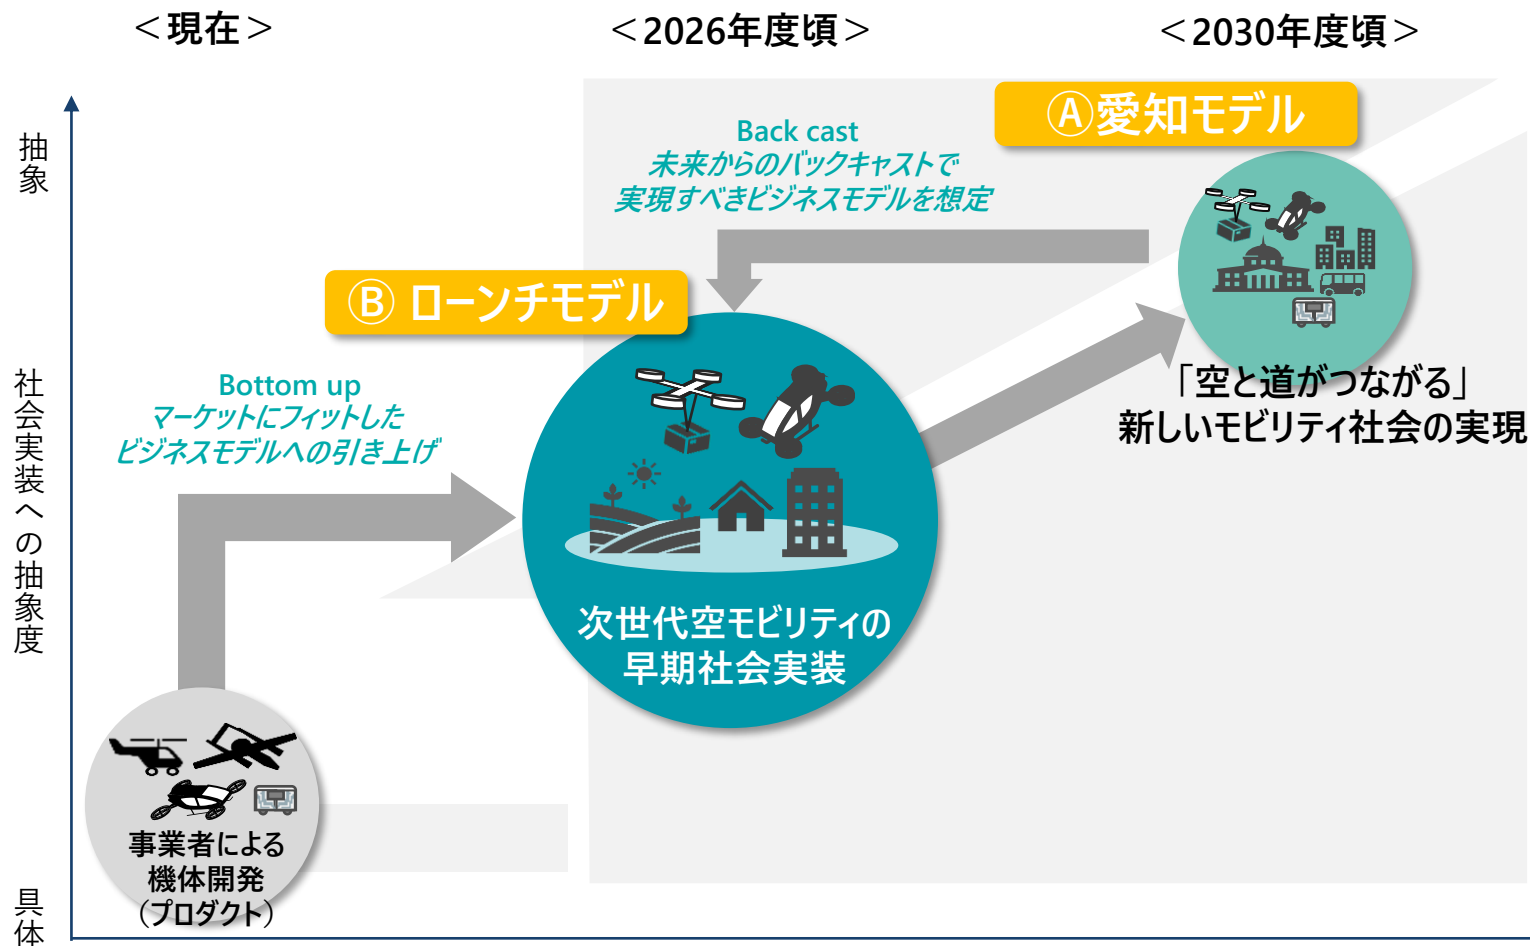 ＜現在＞
＜2026年度頃＞
＜2030年度頃＞
Ⓐ愛知モデル
Back cast
未来からのバックキャストで
実現すべきビジネスモデルを想定
抽象
Ⓑ ローンチモデル
Bottom up
マーケットにフィットした
ビジネスモデルへの引き上げ
社会実装への抽象度
「空と道がつながる」
新しいモビリティ社会の実現
次世代空モビリティの
早期社会実装
事業者による
機体開発
（プロダクト）
具体